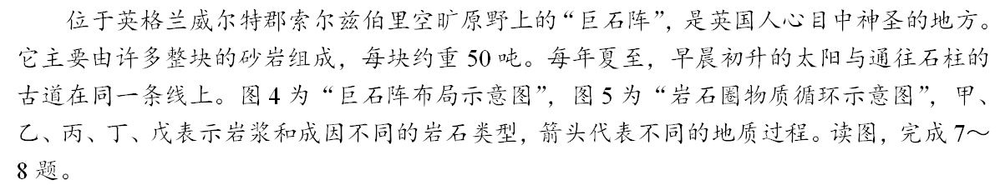 位于英格兰威尔特郡索尔兹伯里空旷原野上的“巨石阵”，是英国人心目中神圣的地方。
它主要由许多整块的砂岩组成，每块约重 50 吨。每年夏至，早晨初升的太阳与通往石柱的
古道在同一条线上。图 4 为“巨石阵布局示意图”，图 5 为“岩石圈物质循环示意图”，甲、
乙、丙、丁、戊表示岩浆和成因不同的岩石类型，箭头代表不同的地质过程。读图，完成 7～
8 题。